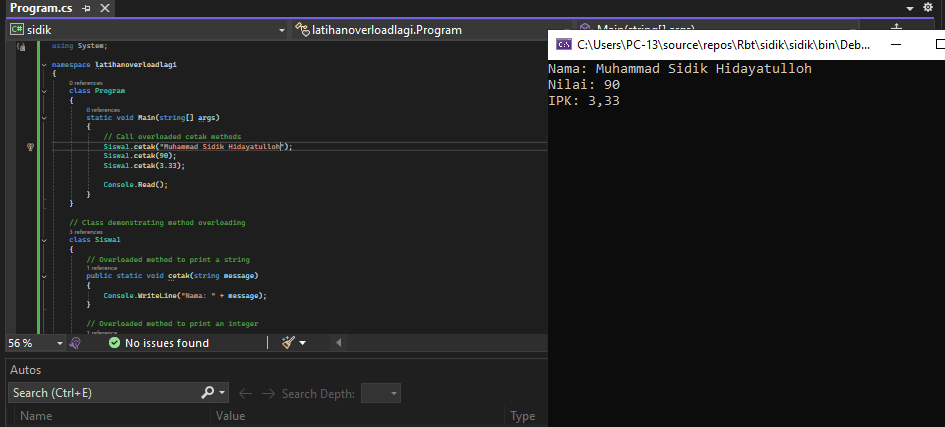 Program.cs
sidik
latihanoverloadlagi.Program
using System;
namespace latihanoverloadlagi
{
0 references
class Program
{
0 references
static void Main(string[] args)
{
// Call overloaded cetak methods
Siswa1.cetak("Muhammad Sidik Hidayatulloh");
Siswa1.cetak(90);
Siswa1.cetak(3.33);
Console.Read();
}
}
// Class demonstrating method overloading
3 references
class Siswa1
{
// Overloaded method to print a string
1 reference
public static void cetak(string message)
{
Console.WriteLine("Nama: " + message);
}
// Overloaded method to print an integer
56 %
No issues found
Autos
Search (Ctrl+E)
Search Depth:
Name Value Type
C:\Users\PC-13\source\repos\Rbt\sidik\sidik\bin\Deb...
Nama: Muhammad Sidik Hidayatulloh
Nilai: 90
IPK: 3,33